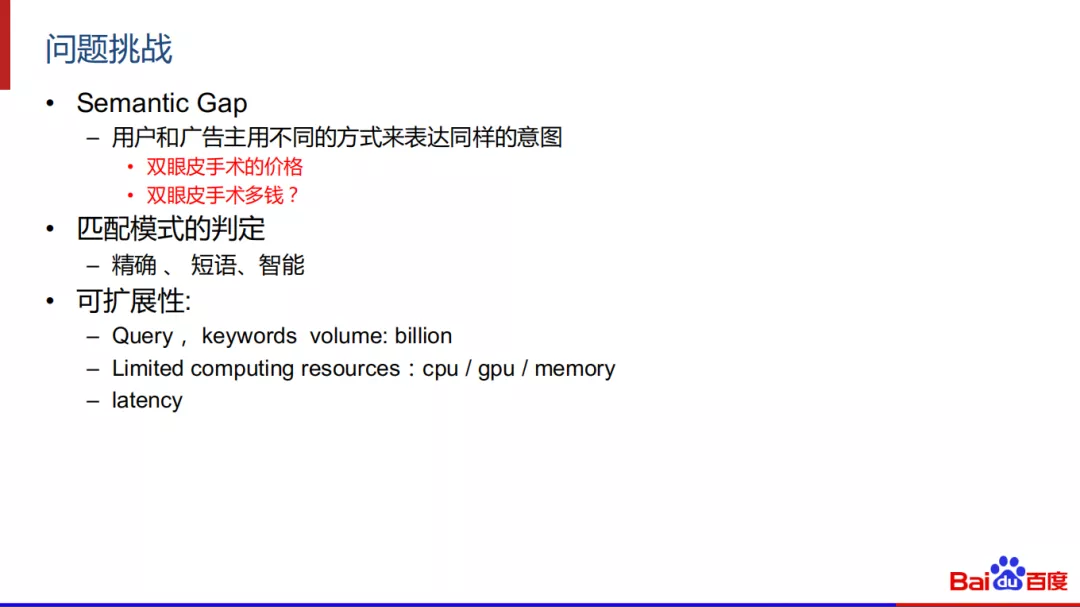 问题挑战
• Semantic Gap
– 用户和广告主用不同的方式来表达同样的意图
• 双眼皮手术的价格
• 双眼皮手术多钱？
• 匹配模式的判定
– 精确 、 短语、智能
• 可扩展性:
– Query ， keywords volume: billion
– Limited computing resources：cpu / gpu / memory
– latency
Bai du 百度